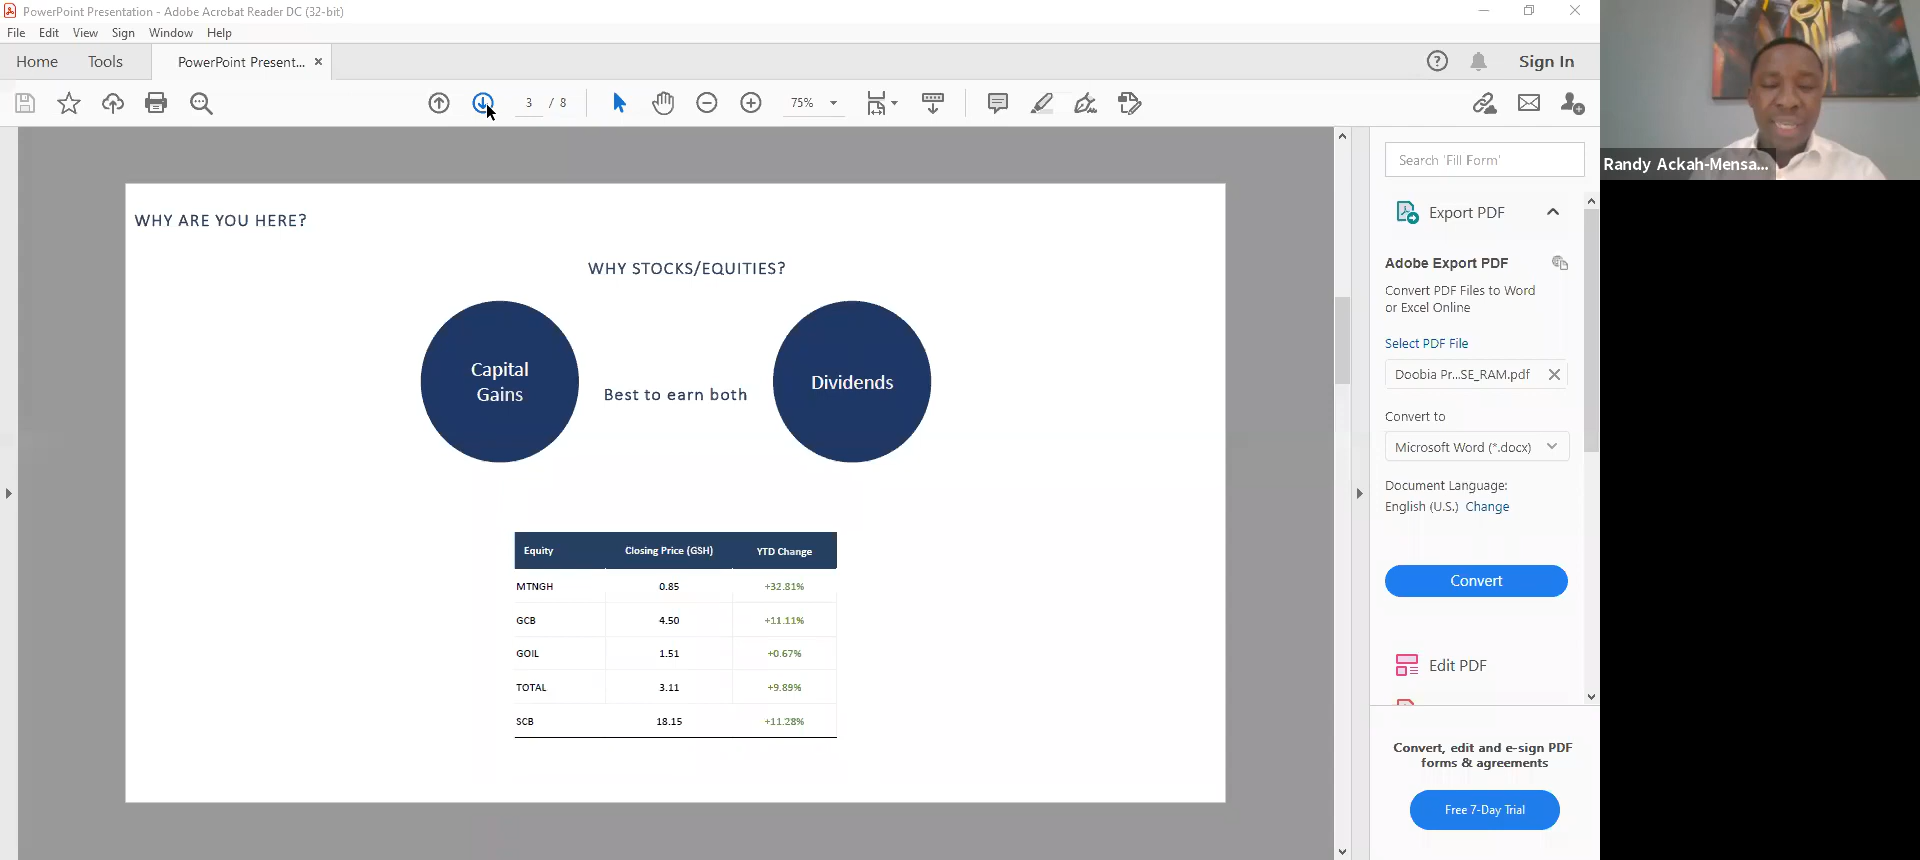 PowerPoint Presentation - Adobe Acrobat Reader DC (32-bit)
File Edit View Sign Window Help
Home Tools PowerPoint Present... × Sign In
3 / 8 75%
WHY ARE YOU HERE?
WHY STOCKS/EQUITIES?
Capital
Gains
Best to earn both
Dividends
Equity Closing Price (GSH) YTD Change
MTNGH 0.85 +32.81%
GCB 4.50 +11.11%
GOIL 1.51 +0.67%
TOTAL 3.11 +9.89%
SCB 18.15 +11.28%
Search 'Fill Form'
Export PDF
Adobe Export PDF
Convert PDF Files to Word
or Excel Online
Select PDF File
Doobia Pr...SE_RAM.pdf
Convert to
Microsoft Word (*.docx)
Document Language:
English (U.S.) Change
Convert
Edit PDF
Convert, edit and e-sign PDF
forms & agreements
Free 7-Day Trial
Randy Ackah-Mensa...